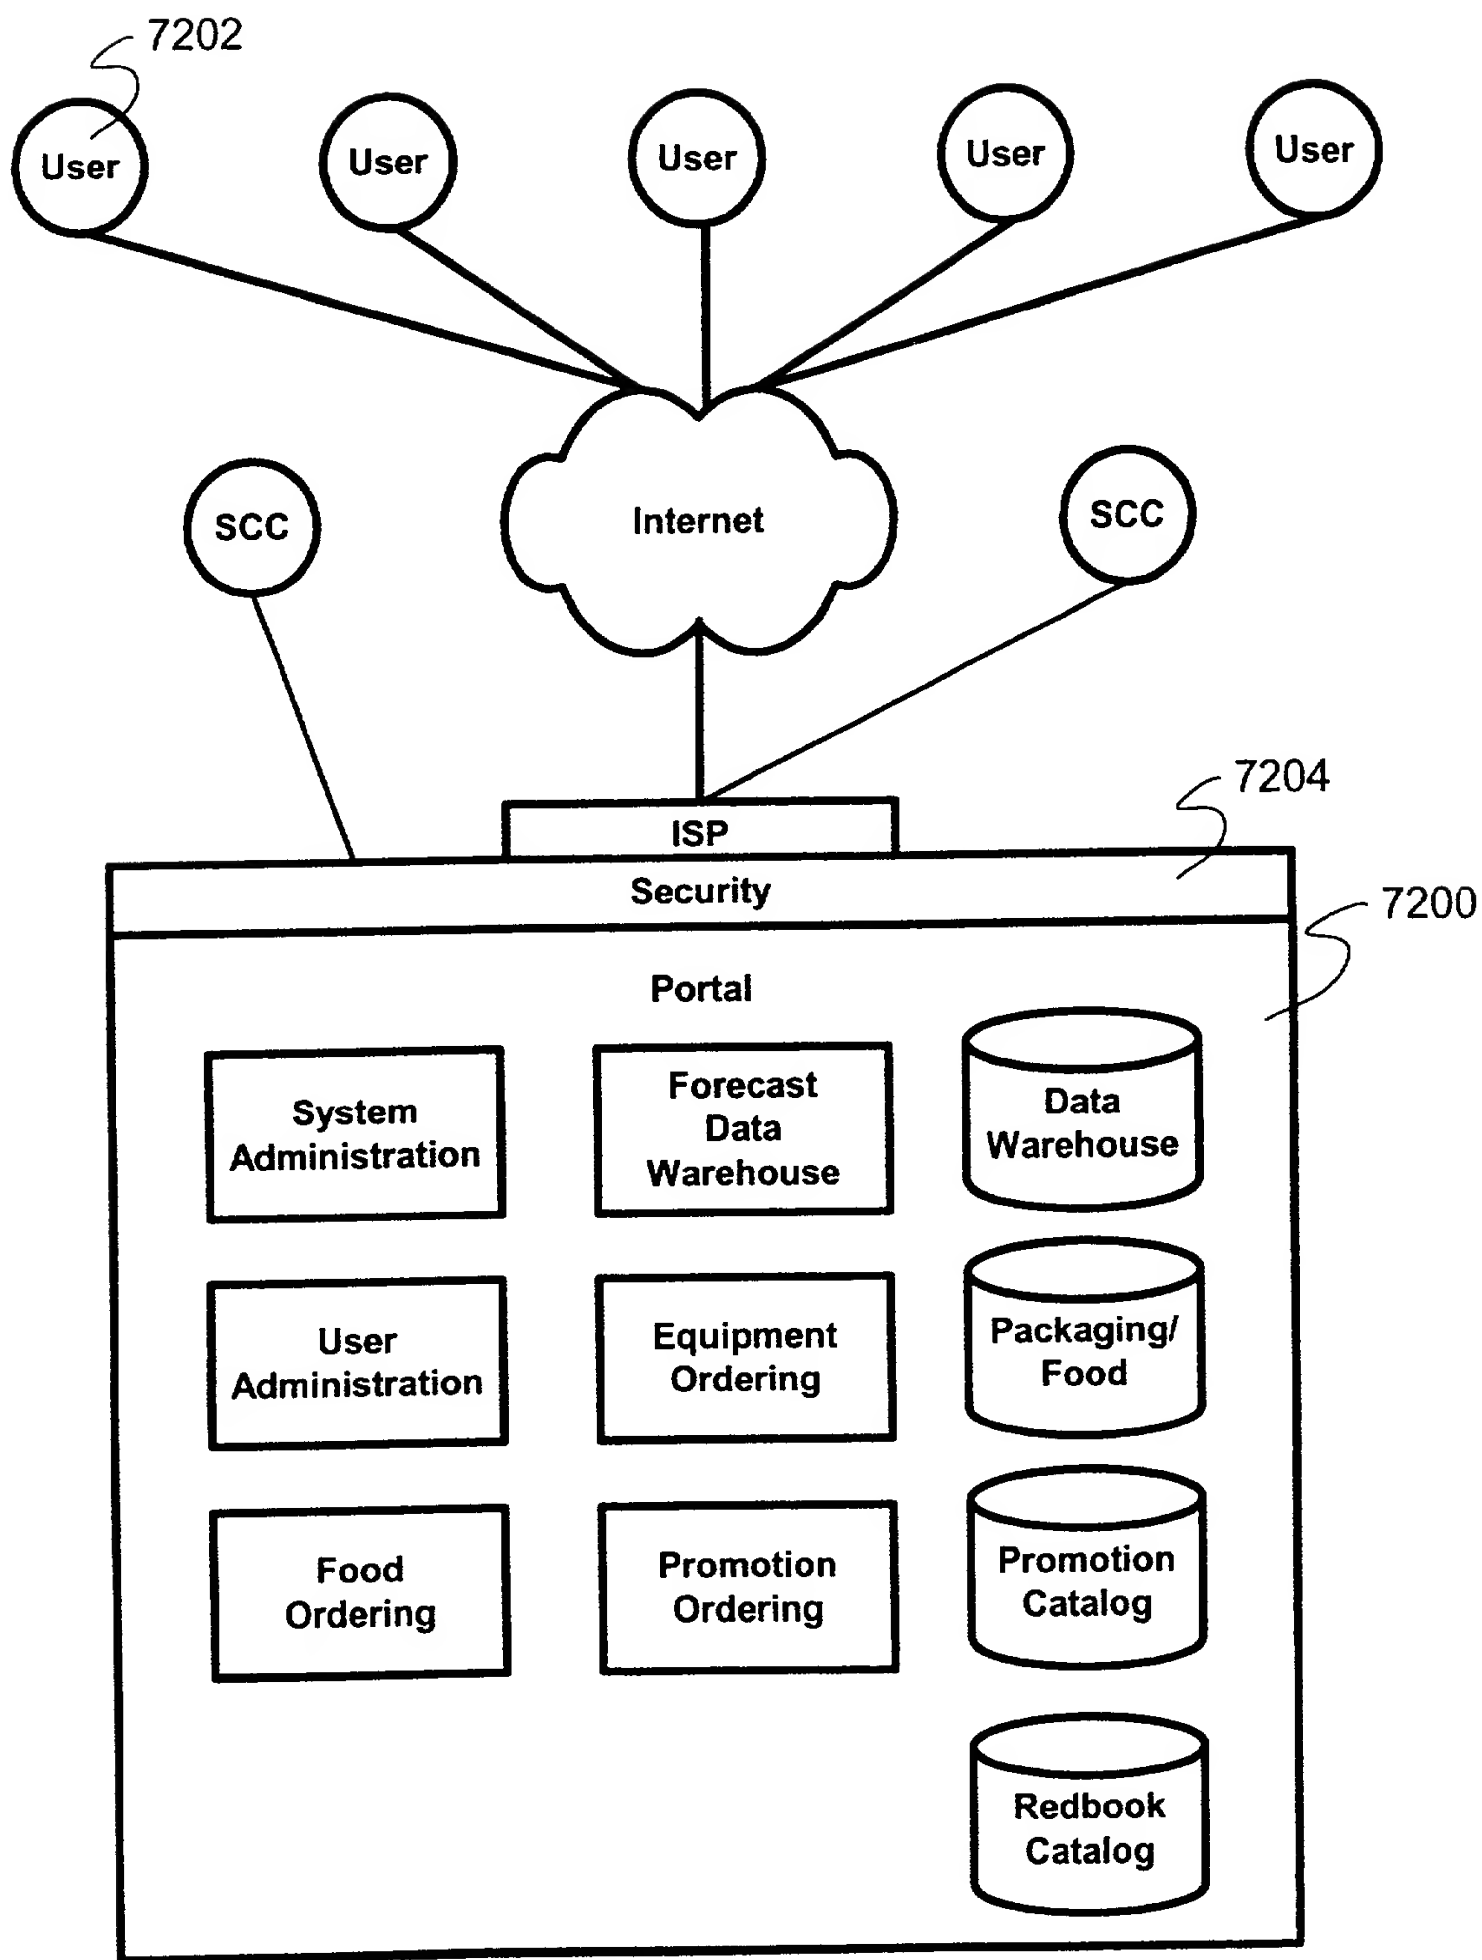 7202
User
User
User
User
User
SCC
Internet
SCC
ISP
7204
Security
7200
Portal
System
Administration
Forecast
Data
Warehouse
Data
Warehouse
User
Administration
Equipment
Ordering
Packaging/
Food
Food
Ordering
Promotion
Ordering
Promotion
Catalog
Redbook
Catalog